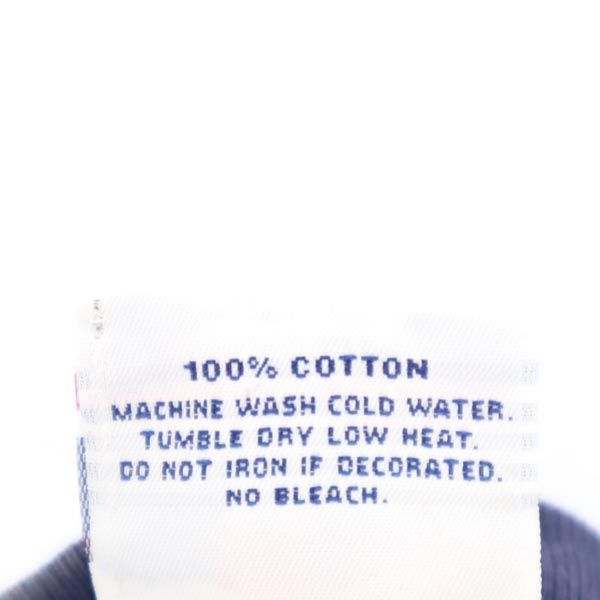 100% COTTON
MACHINE WASH COLD WATER.
TUMBLE DRY LOW HEAT.
DO NOT IRON IF DECORATED.
NO BLEACH.